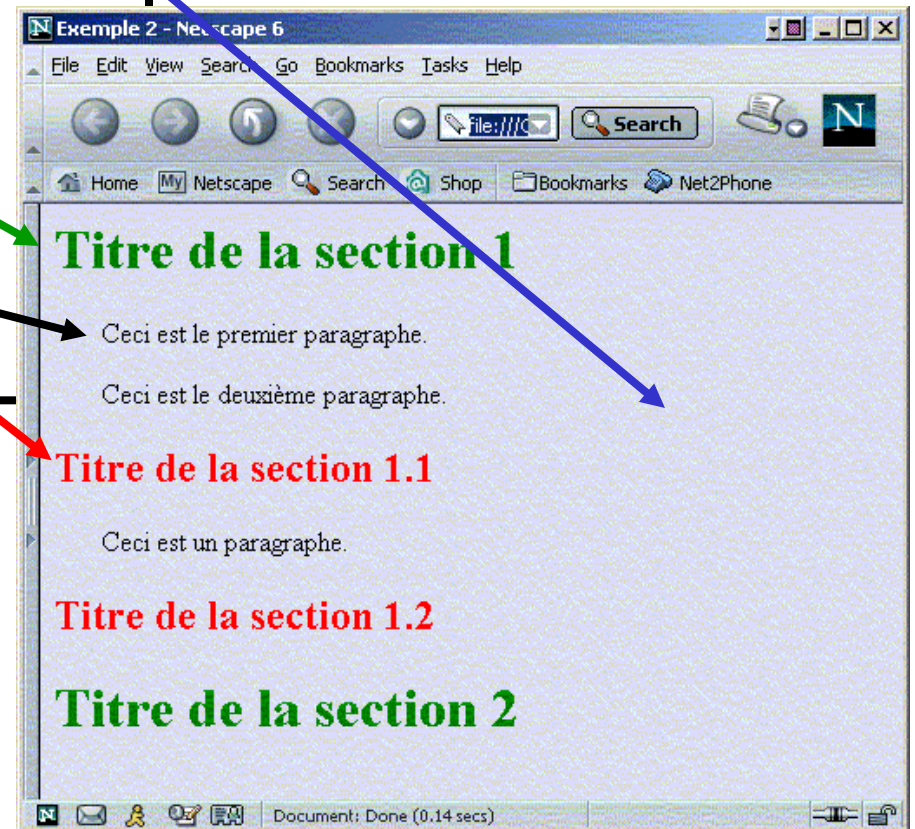 Exemple 2 - Netscape 6
File Edit View Search Go Bookmarks Tasks Help
file:///C Search N
Home My Netscape Search Shop Bookmarks Net2Phone
Titre de la section 1
Ceci est le premier paragraphe.
Ceci est le deuxième paragraphe.
Titre de la section 1.1
Ceci est un paragraphe.
Titre de la section 1.2
Titre de la section 2
Document: Done (0.14 secs)